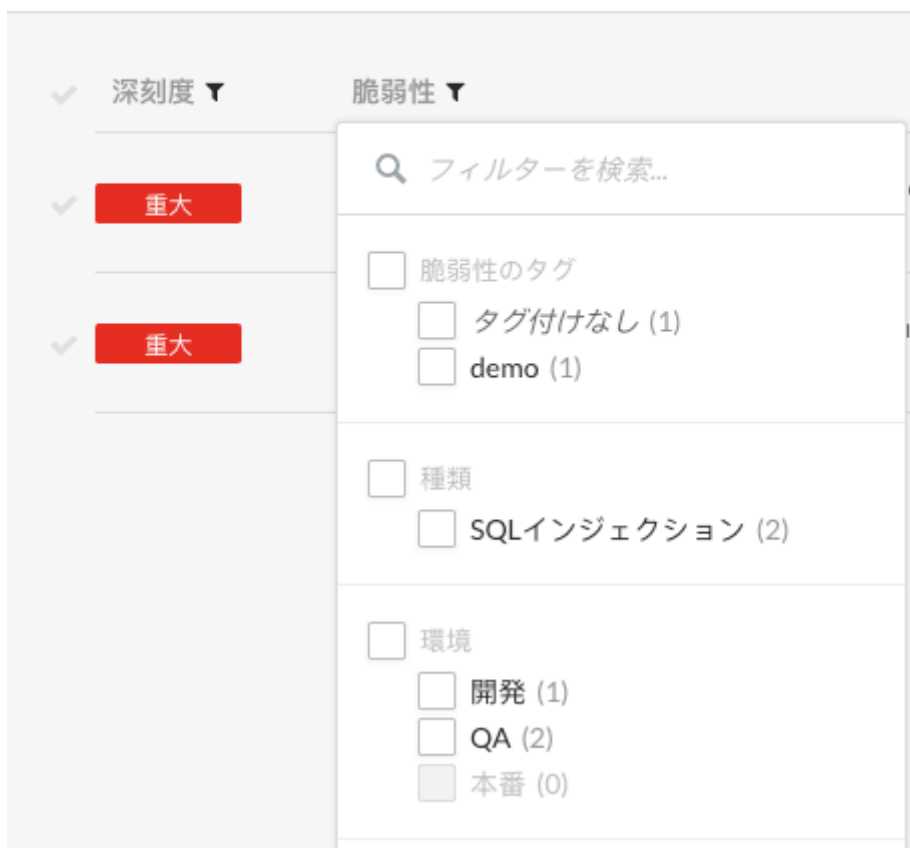 深刻度 脆弱性
フィルターを検索...
重大
脆弱性のタグ
タグ付けなし (1)
重大
demo (1)
種類
SQLインジェクション (2)
環境
開発 (1)
QA (2)
本番 (0)